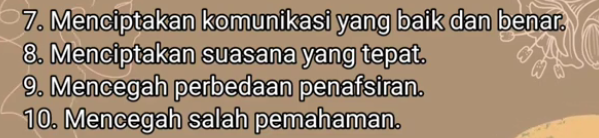 7. Menciptakan komunikasi yang baik dan benar.
8. Menciptakan suasana yang tepat.
9. Mencegah perbedaan penafsiran.
10. Mencegah salah pemahaman.